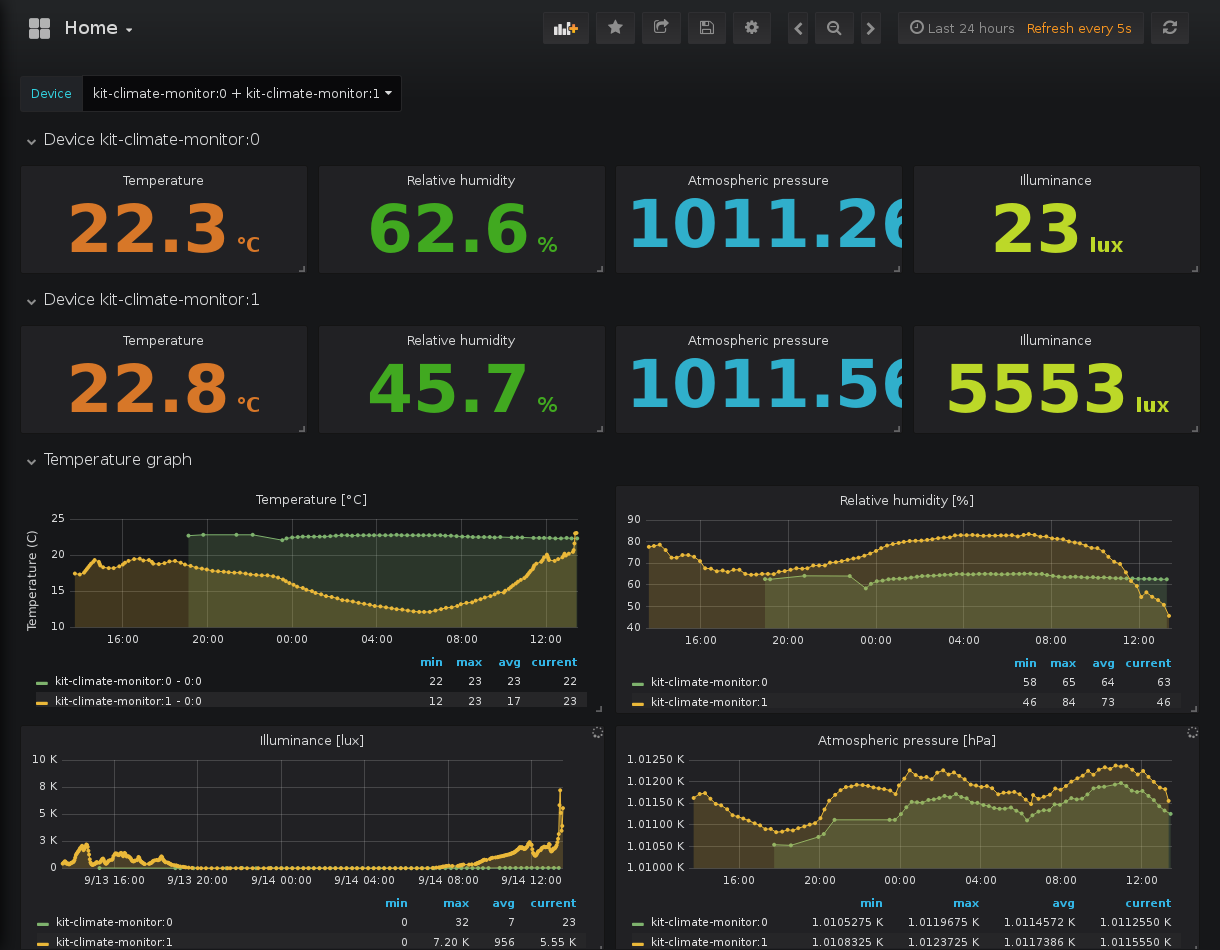 Home
Last 24 hours Refresh every 5s
Device kit-climate-monitor:0 + kit-climate-monitor:1
Device kit-climate-monitor:0
Temperature Relative humidity Atmospheric pressure Illuminance
22.3 °C 62.6 % 1011.26 23 lux
Device kit-climate-monitor:1
Temperature Relative humidity Atmospheric pressure Illuminance
22.8 °C 45.7 % 1011.56 5553 lux
Temperature graph
Temperature [°C]
Temperature (C)
25
20
15
10
16:00 20:00 00:00 04:00 08:00 12:00
min max avg current
kit-climate-monitor:0 - 0:0 22 23 23 22
kit-climate-monitor:1 - 0:0 12 23 17 23
Relative humidity [%]
90
80
70
60
50
40
16:00 20:00 00:00 04:00 08:00 12:00
min max avg current
kit-climate-monitor:0 58 65 64 63
kit-climate-monitor:1 46 84 73 46
Illuminance [lux]
10 K
8 K
5 K
3 K
0
9/13 16:00 9/13 20:00 9/14 00:00 9/14 04:00 9/14 08:00 9/14 12:00
min max avg current
kit-climate-monitor:0 0 32 7 23
kit-climate-monitor:1 0 7.20 K 956 5.55 K
Atmospheric pressure [hPa]
1.01250 K
1.01200 K
1.01150 K
1.01100 K
1.01050 K
1.01000 K
16:00 20:00 00:00 04:00 08:00 12:00
min max avg current
kit-climate-monitor:0 1.0105275 K 1.0119675 K 1.0114572 K 1.0112550 K
kit-climate-monitor:1 1.0108325 K 1.0123725 K 1.0117386 K 1.0115550 K